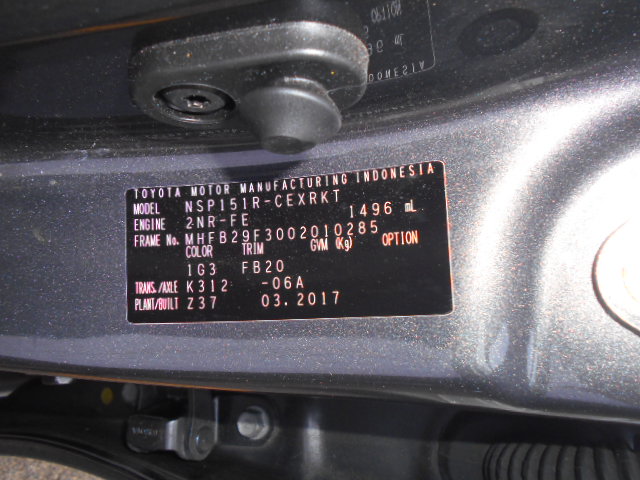 TOYOTA MOTOR MANUFACTURING INDONESIA
MODEL NSP151R-CEXRKT
ENGINE 2NR-FE 1496 mL
FRAME No. MHFB29F3002010285
COLOR TRIM GVM (Kg) OPTION
1G3 FB20
TRANS./AXLE K312 -06A
PLANT/BUILT Z37 03.2017